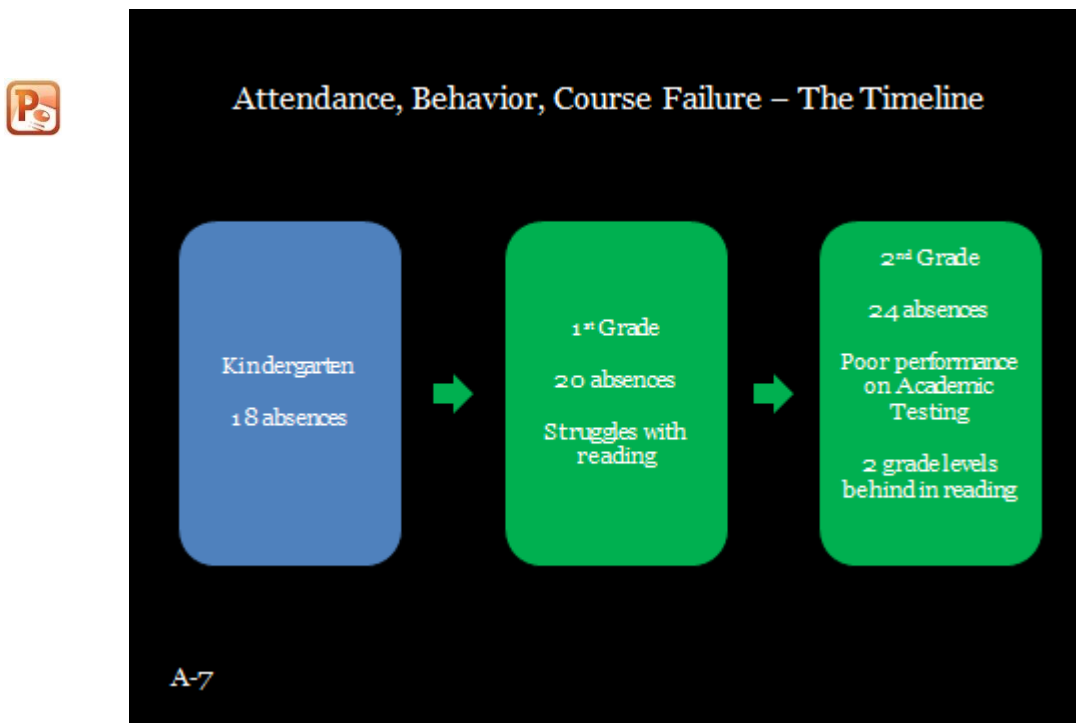 Attendance, Behavior, Course Failure – The Timeline
Kindergarten
18 absences
1st Grade
20 absences
Struggles with
reading
2nd Grade
24 absences
Poor performance
on Academic
Testing
2 grade levels
behind in reading
A-7